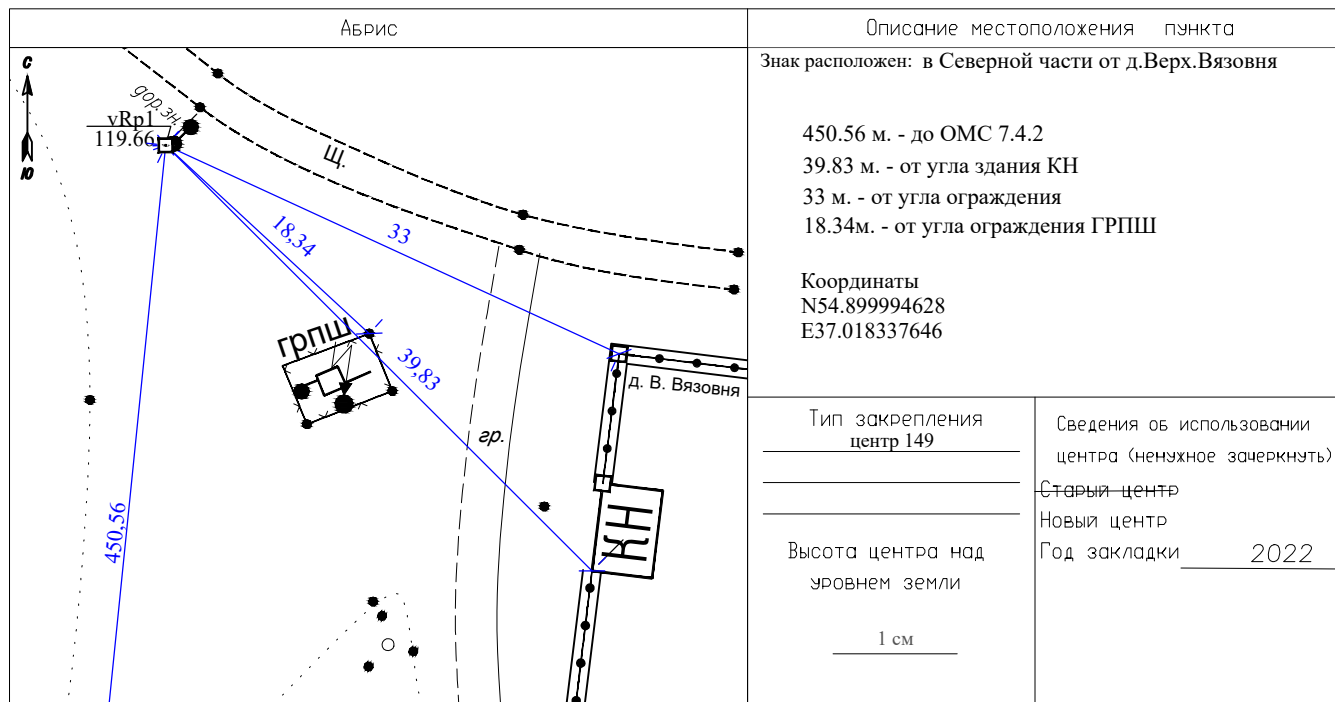 Абрис
С
Ю
дор.зн.
vRp1
119.66
Щ.
18,34
33
грпш
39,83
д. В. Вязовня
гр.
КН
450,56
Описание местоположения пункта
Знак расположен: в Северной части от д.Верх.Вязовня
450.56 м. - до ОМС 7.4.2
39.83 м. - от угла здания КН
33 м. - от угла ограждения
18.34м. - от угла ограждения ГРПШ
Координаты
N54.899994628
E37.018337646
Тип закрепления
центр 149
Высота центра над
уровнем земли
1 см
Сведения об использовании
центра (ненужное зачеркнуть)
Старый центр
Новый центр
Год закладки 2022